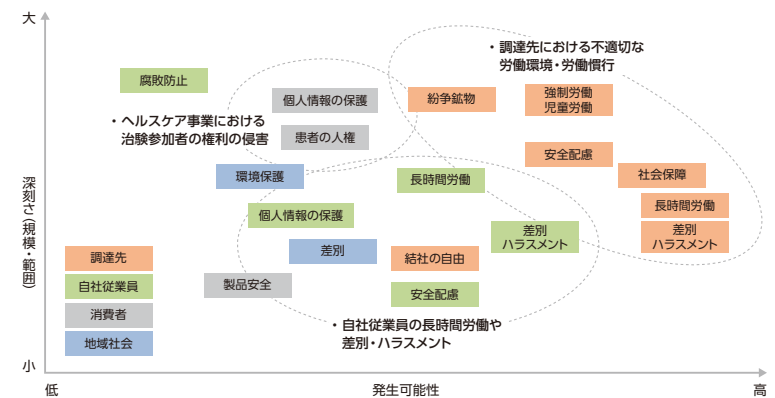 大
・調達先における不適切な
労働環境・労働慣行
腐敗防止
個人情報の保護
紛争鉱物
強制労働
児童労働
・ヘルスケア事業における
治験参加者の権利の侵害
患者の人権
安全配慮
環境保護
長時間労働
社会保障
深刻さ(規模・範囲)
個人情報の保護
長時間労働
差別
ハラスメント
差別
ハラスメント
差別
結社の自由
調達先
自社従業員
製品安全
安全配慮
消費者
・自社従業員の長時間労働や
差別・ハラスメント
地域社会
小
低
発生可能性
高